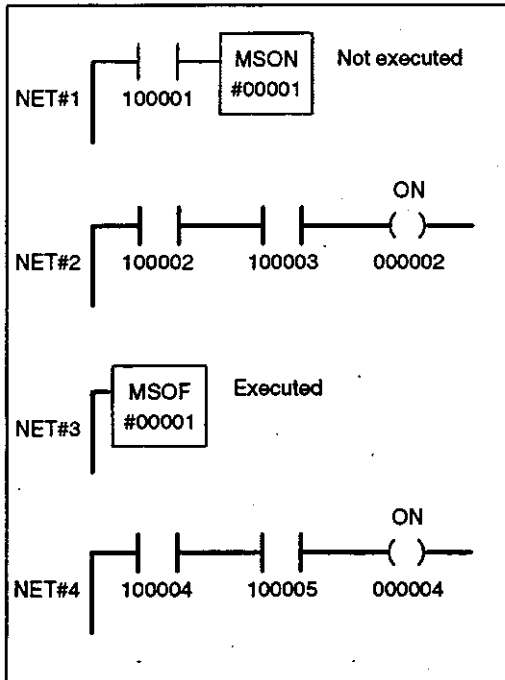 MSON Not executed
#00001
NET#1 100001
ON
NET#2 100002 100003 000002
MSOF Executed
#00001
NET#3
ON
NET#4 100004 100005 000004